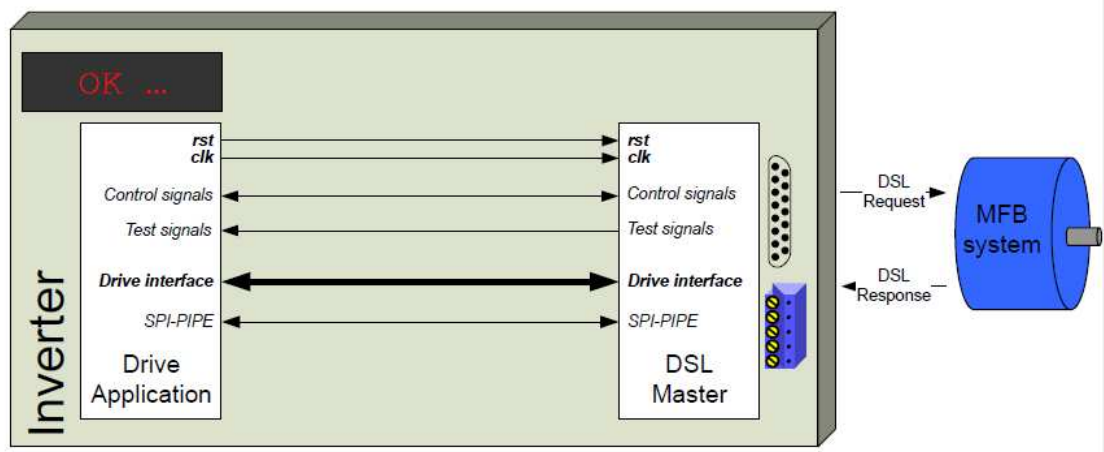 OK ...
Inverter
rst
clk
Control signals
Test signals
Drive interface
SPI-PIPE
Drive
Application
rst
clk
Control signals
Test signals
Drive interface
SPI-PIPE
DSL
Master
DSL
Request
DSL
Response
MFB
system